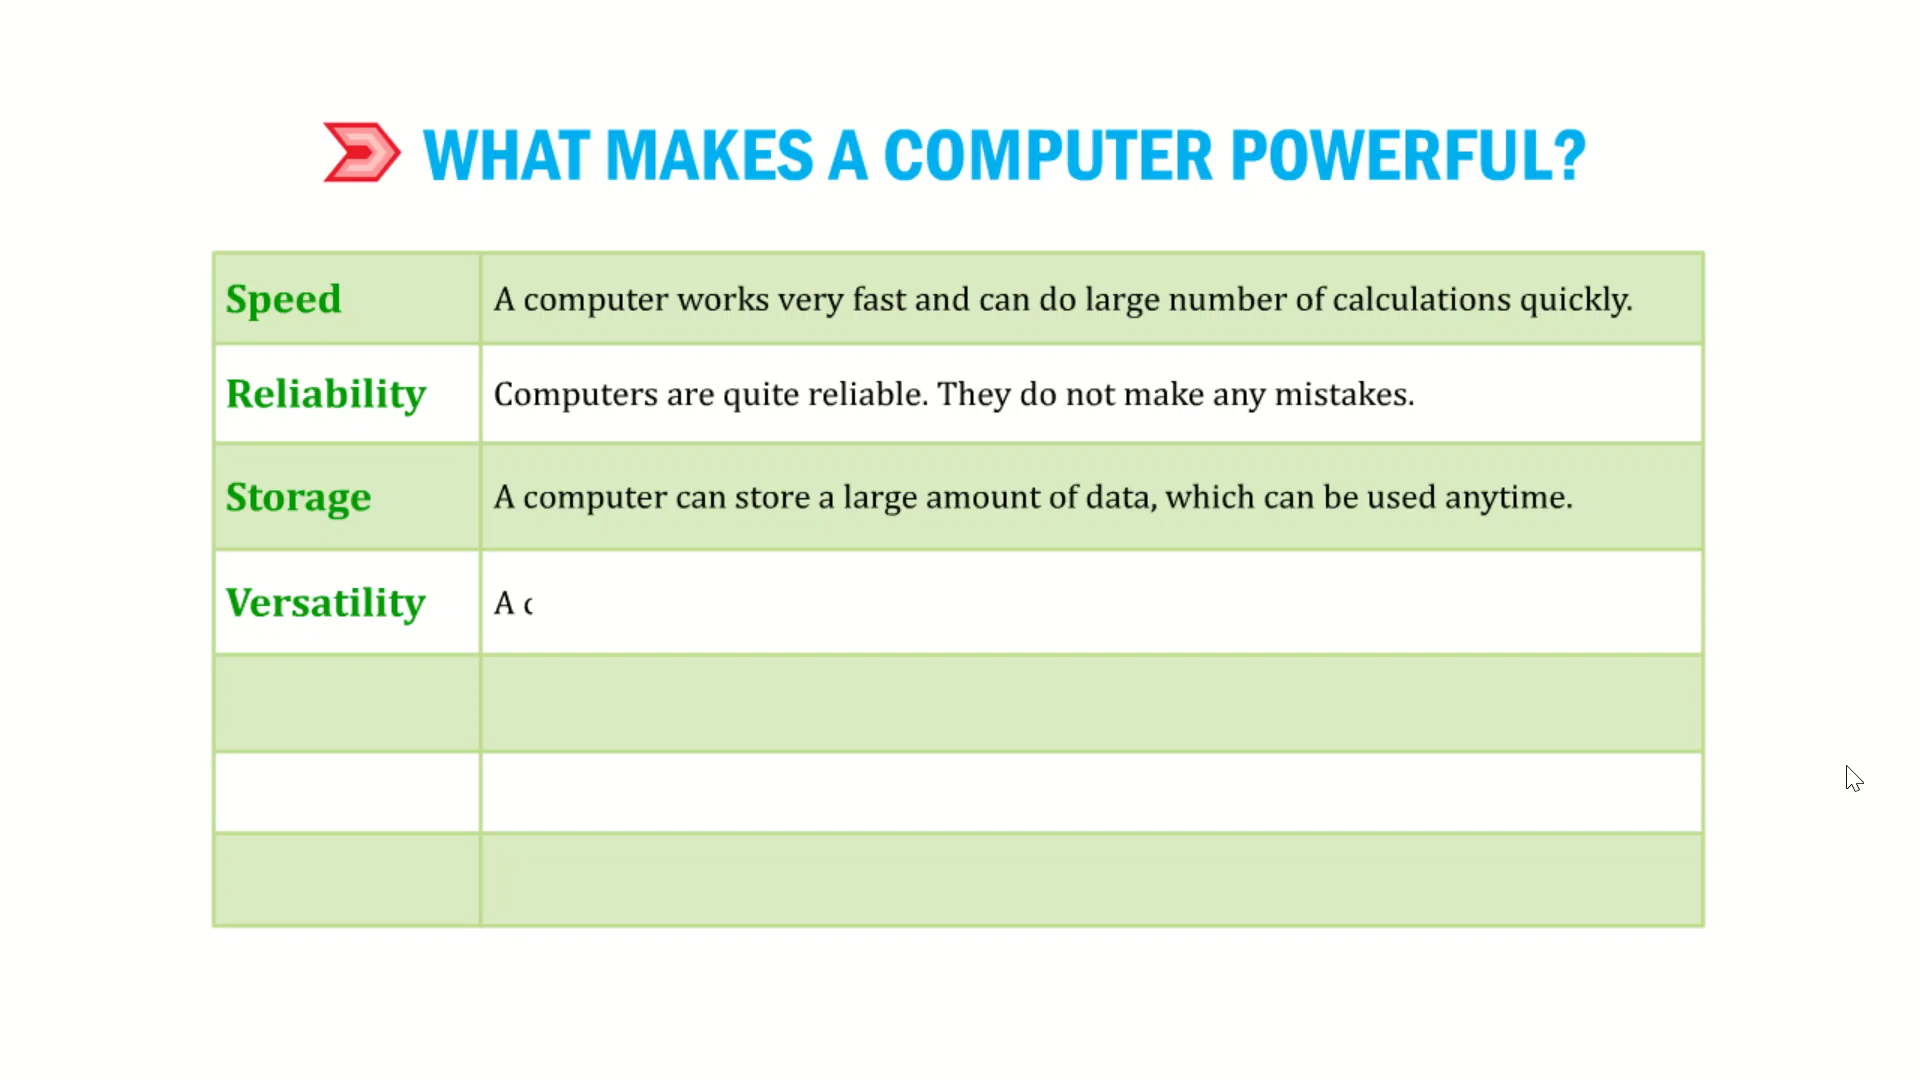 WHAT MAKES A COMPUTER POWERFUL?
Speed A computer works very fast and can do large number of calculations quickly.
Reliability Computers are quite reliable. They do not make any mistakes.
Storage A computer can store a large amount of data, which can be used anytime.
Versatility A c